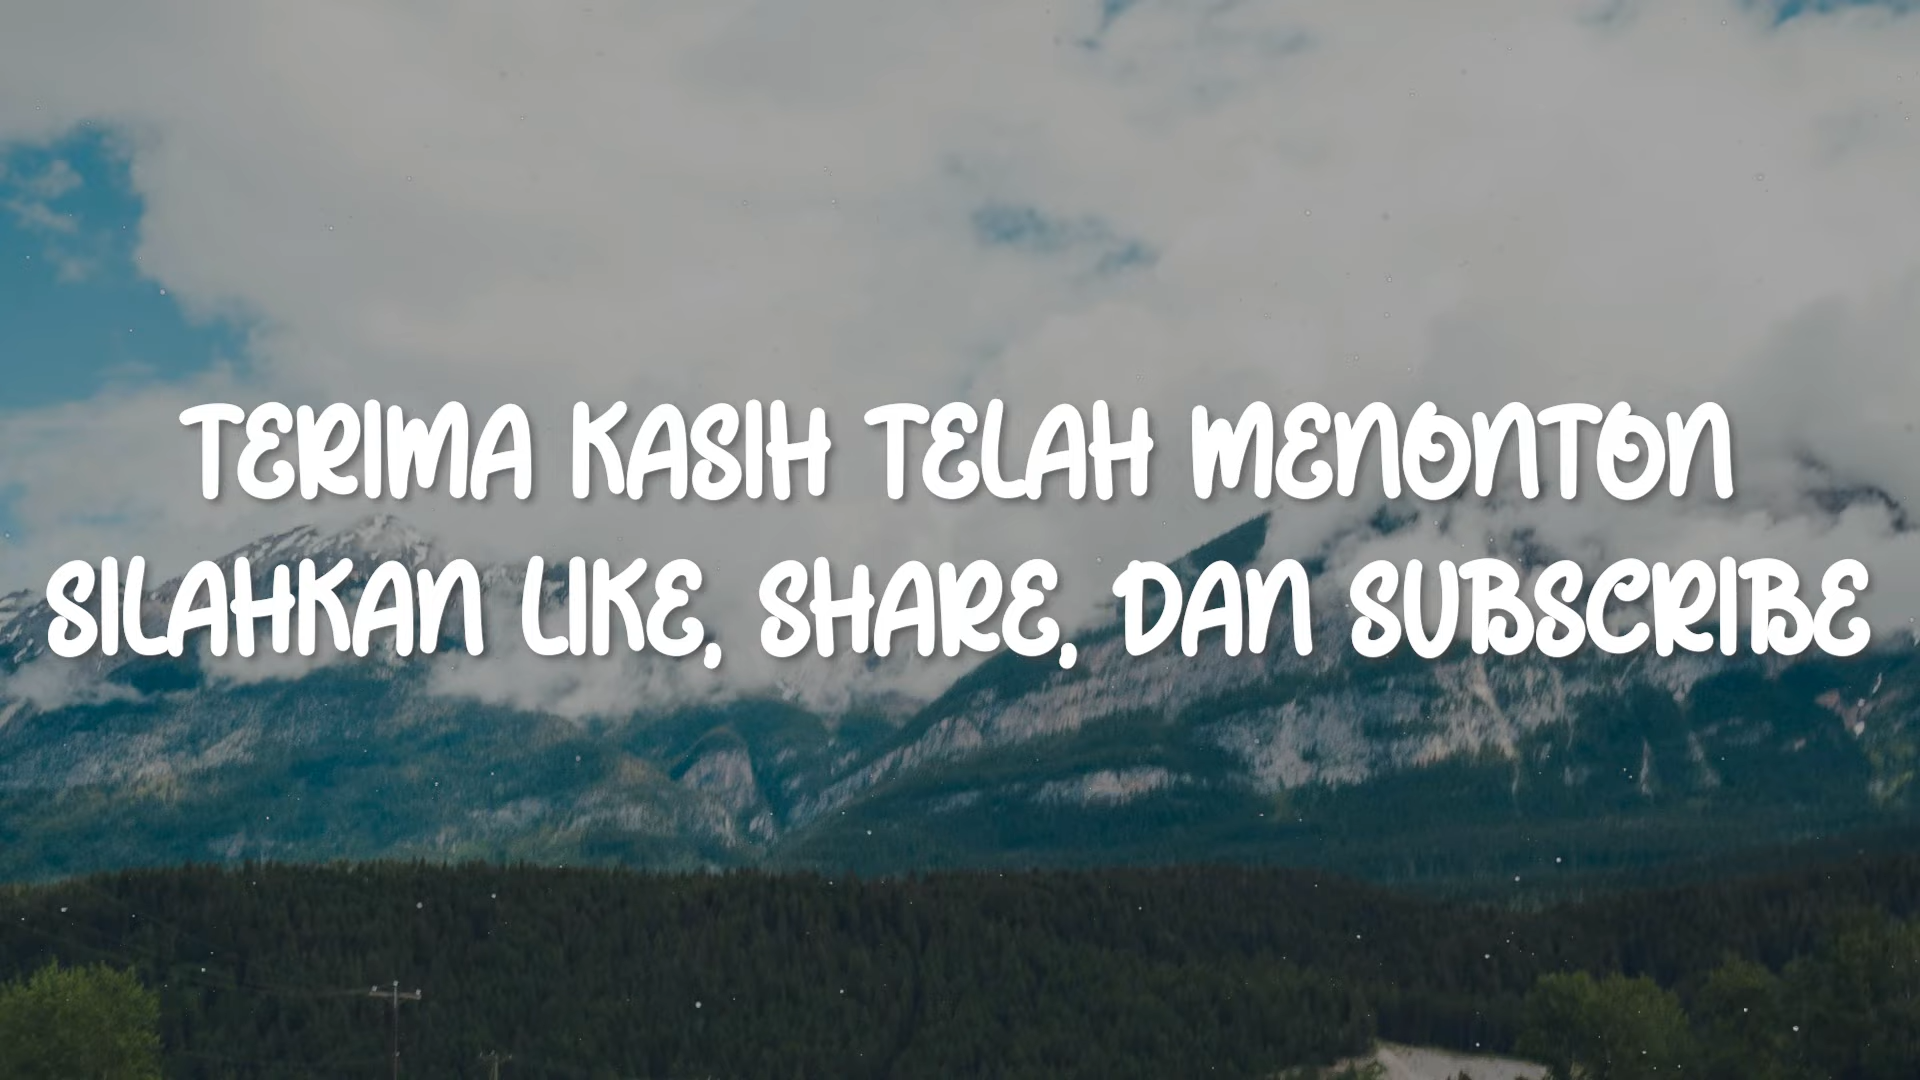 TERIMA KASIH TELAH MENONTON
SILAHKAN LIKE, SHARE, DAN SUBSCRIBE